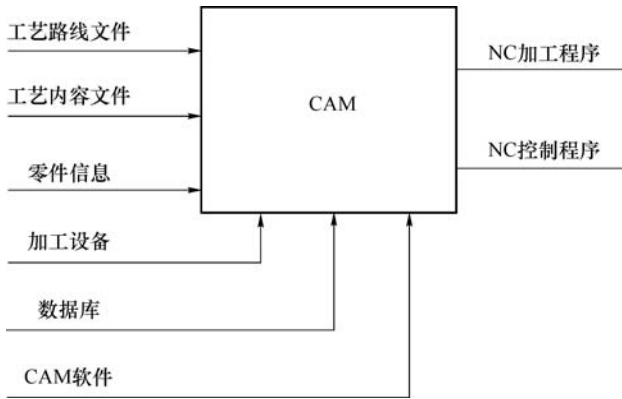 工艺路线文件
工艺内容文件
零件信息
加工设备
数据库
CAM软件
CAM
NC加工程序
NC控制程序